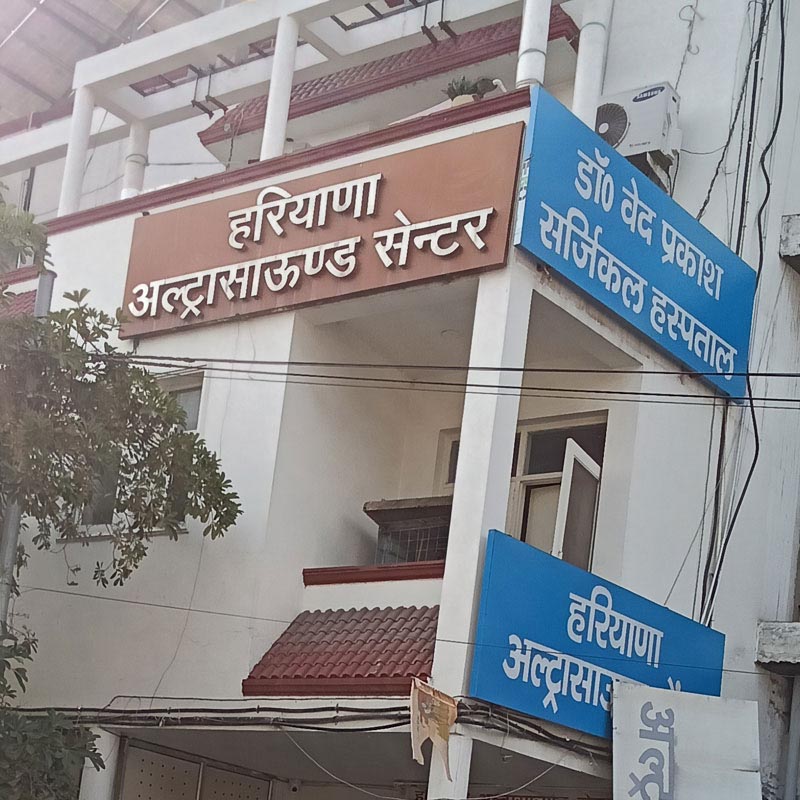 हरियाणा
अल्ट्रासाऊण्ड सेन्टर
डॉ0 वेद प्रकाश
सर्जिकल हस्पताल
SAMSUNG
हरियाणा